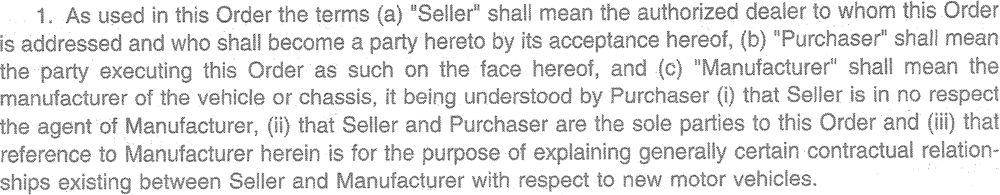 1. As used in this Order the terms (a) "Seller" shall mean the authorized dealer to whom this Order
is addressed and who shall become a party hereto by its acceptance hereof, (b) "Purchaser" shall mean
the party executing this Order as such on the face hereof, and (c) "Manufacturer" shall mean the
manufacturer of the vehicle or chassis, it being understood by Purchaser (i) that Seller is in no respect
the agent of Manufacturer, (ii) that Seller and Purchaser are the sole parties to this Order and (iii) that
reference to Manufacturer herein is for the purpose of explaining generally certain contractual relation-
ships existing between Seller and Manufacturer with respect to new motor vehicles.